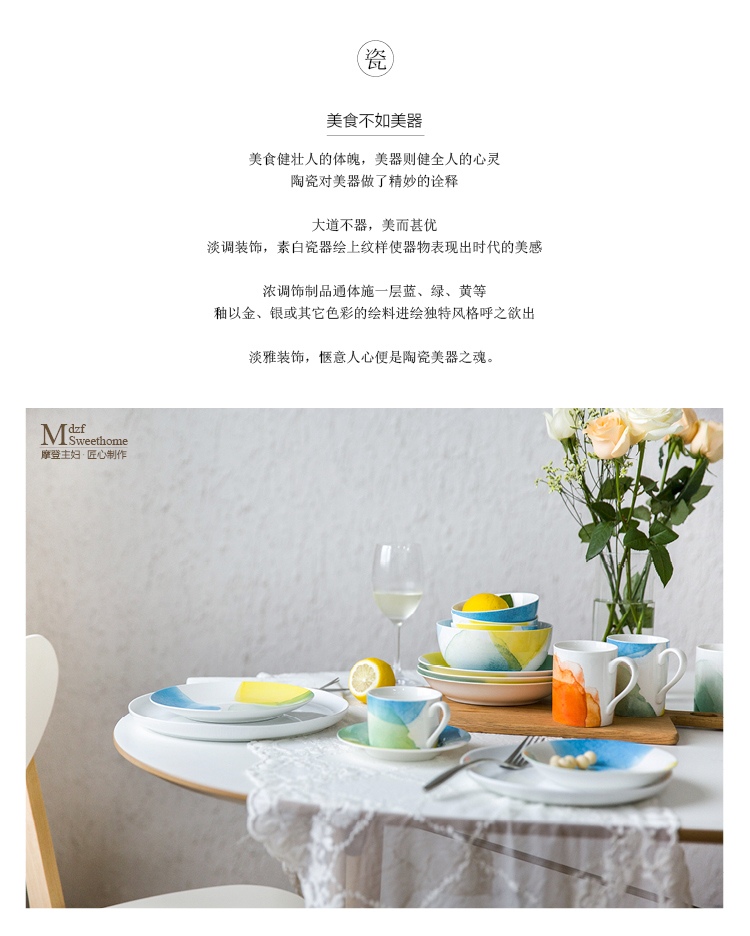 瓷
美食不如美器
美食健壮人的体魄，美器则健全人的心灵
陶瓷对美器做了精妙的诠释
大道不器，美而甚优
淡调装饰，素白瓷器绘上纹样使器物表现出时代的美感
浓调饰制品通体施一层蓝、绿、黄等
釉以金、银或其它色彩的绘料进绘独特风格呼之欲出
淡雅装饰，惬意人心便是陶瓷美器之魂。
Mdzf
Sweethome
摩登主妇·匠心制作